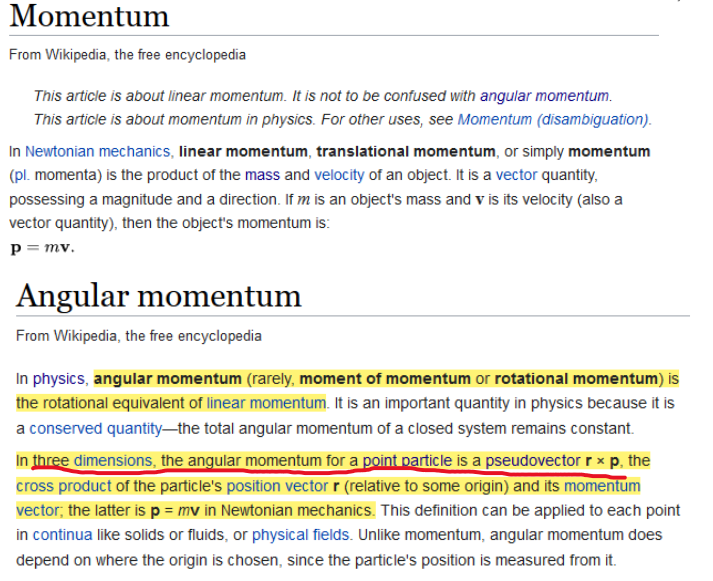 Momentum
From Wikipedia, the free encyclopedia
This article is about linear momentum. It is not to be confused with angular momentum.
This article is about momentum in physics. For other uses, see Momentum (disambiguation).
In Newtonian mechanics, linear momentum, translational momentum, or simply momentum
(pl. momenta) is the product of the mass and velocity of an object. It is a vector quantity,
possessing a magnitude and a direction. If m is an object's mass and v is its velocity (also a
vector quantity), then the object's momentum is:
p = mv.
Angular momentum
From Wikipedia, the free encyclopedia
In physics, angular momentum (rarely, moment of momentum or rotational momentum) is
the rotational equivalent of linear momentum. It is an important quantity in physics because it is
a conserved quantity—the total angular momentum of a closed system remains constant.
In three dimensions, the angular momentum for a point particle is a pseudovector r × p, the
cross product of the particle's position vector r (relative to some origin) and its momentum
vector; the latter is p = mv in Newtonian mechanics. This definition can be applied to each point
in continua like solids or fluids, or physical fields. Unlike momentum, angular momentum does
depend on where the origin is chosen, since the particle's position is measured from it.